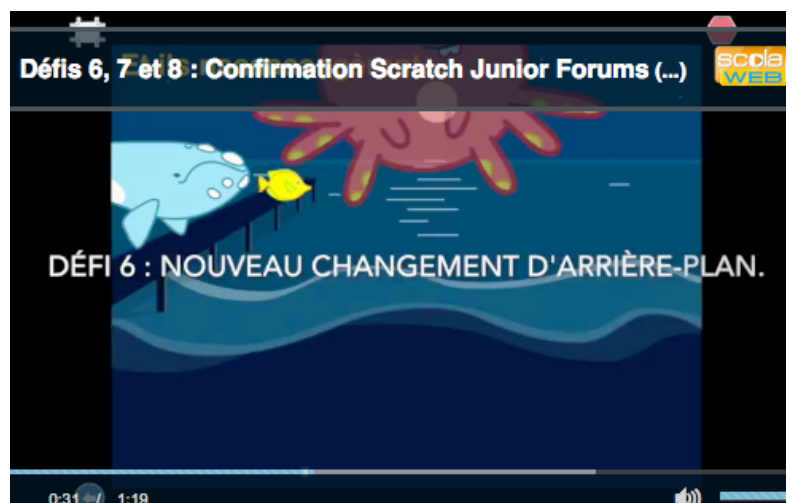 Défis 6, 7 et 8 : Confirmation Scratch Junior Forums (...)
scola
WEB
DÉFI 6 : NOUVEAU CHANGEMENT D'ARRIÈRE-PLAN.
0:31 / 1:19